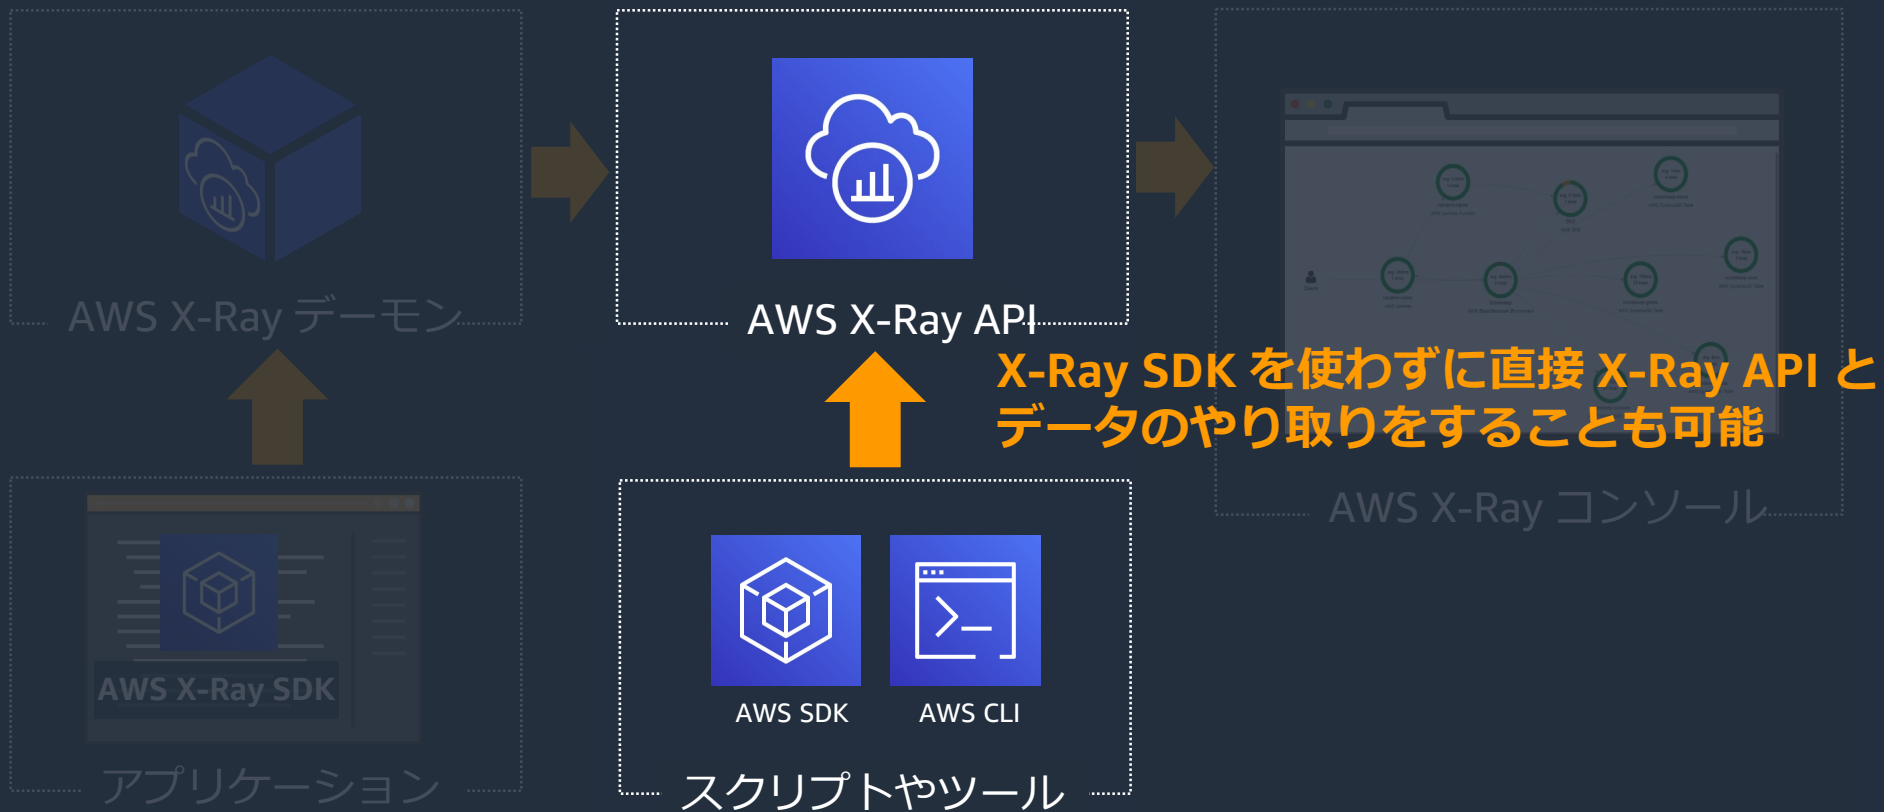 AWS X-Ray デーモン
AWS X-Ray API
X-Ray SDK を使わずに直接 X-Ray API と
データのやり取りをすることも可能
AWS X-Ray コンソール
AWS X-Ray SDK
アプリケーション
AWS SDK
AWS CLI
スクリプトやツール